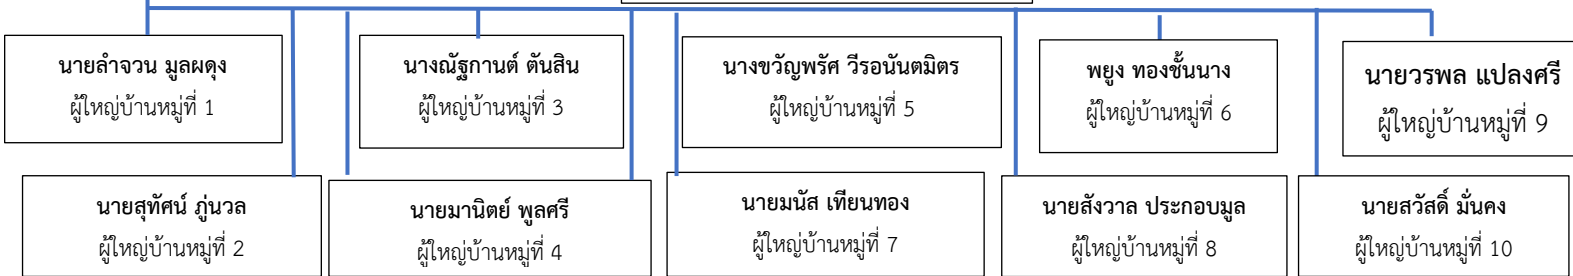 นายลำจวน มูลผดุง
ผู้ใหญ่บ้านหมู่ที่ 1
นางณัฐกานต์ ตันสิน
ผู้ใหญ่บ้านหมู่ที่ 3
นางขวัญพรัศ วีรอนันตมิตร
ผู้ใหญ่บ้านหมู่ที่ 5
พยูง ทองชั้นนาง
ผู้ใหญ่บ้านหมู่ที่ 6
นายวรพล แปลงศรี
ผู้ใหญ่บ้านหมู่ที่ 9
นายสุทัศน์ ภู่นวล
ผู้ใหญ่บ้านหมู่ที่ 2
นายมานิตย์ พูลศรี
ผู้ใหญ่บ้านหมู่ที่ 4
นายมนัส เทียนทอง
ผู้ใหญ่บ้านหมู่ที่ 7
นายสังวาล ประกอบมูล
ผู้ใหญ่บ้านหมู่ที่ 8
นายสวัสดิ์ มั่นคง
ผู้ใหญ่บ้านหมู่ที่ 10